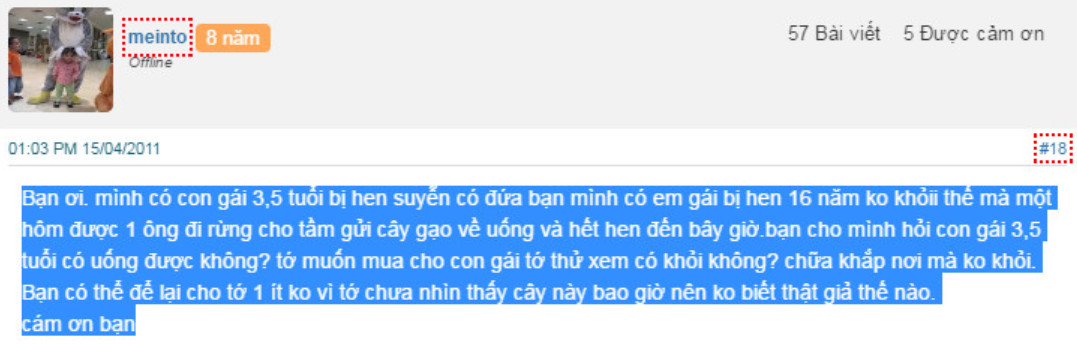 meinto 8 năm
57 Bài viết 5 Được cảm ơn
Offline
01:03 PM 15/04/2011
#18
Bạn ơi. mình có con gái 3,5 tuổi bị hen suyễn có đứa bạn mình có em gái bị hen 16 năm ko khỏii thế mà một
hôm được 1 ông đi rừng cho tầm gửi cây gạo về uống và hết hen đến bây giờ.bạn cho mình hỏi con gái 3,5
tuổi có uống được không? tớ muốn mua cho con gái tớ thử xem có khỏi không? chữa khắp nơi mà ko khỏi.
Bạn có thể để lại cho tớ 1 ít ko vì tớ chưa nhìn thấy cây này bao giờ nên ko biết thật giả thế nào.
cám ơn bạn